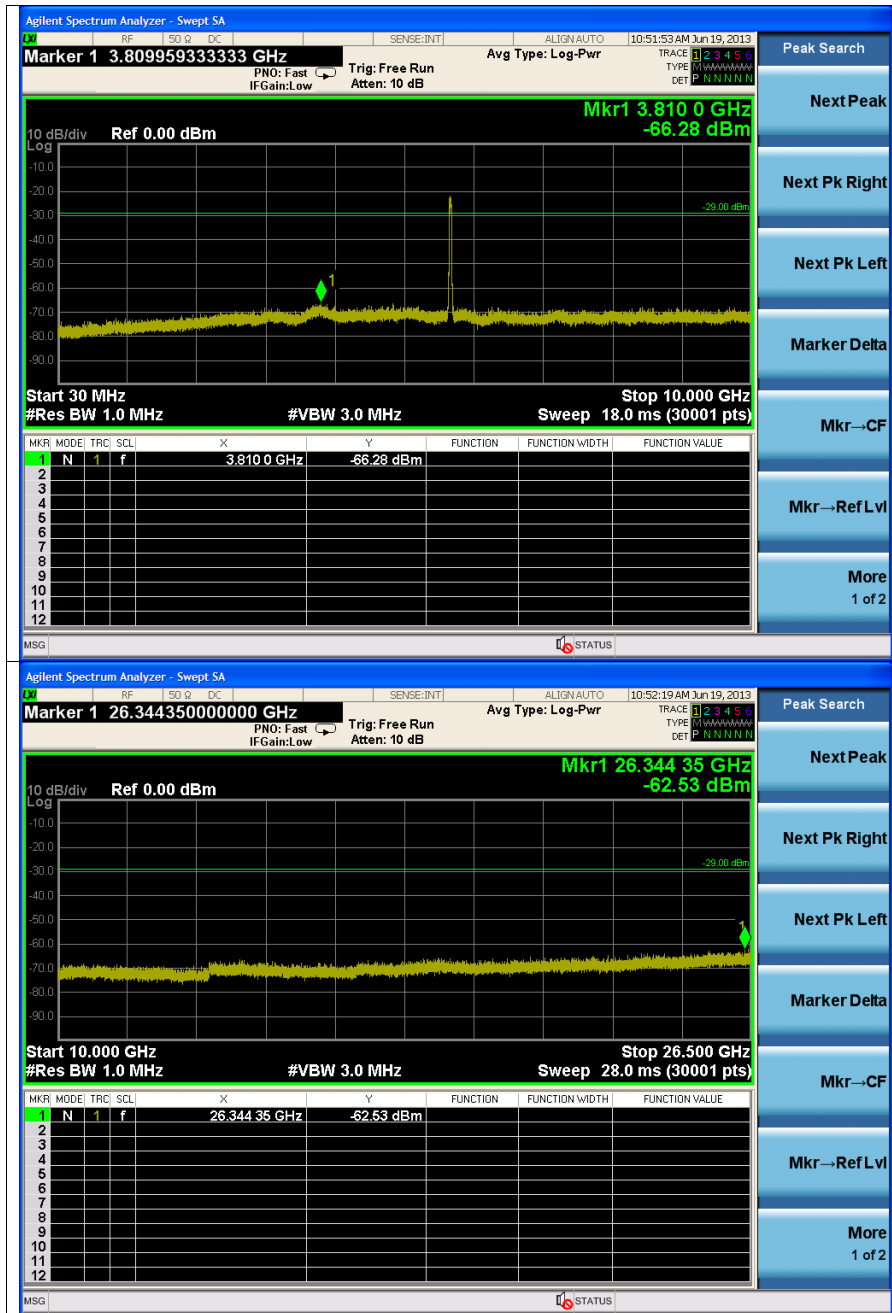 Agilent Spectrum Analyzer - Swept SA
LXI RF 50 Ω DC SENSE:INT ALIGN AUTO 10:51:53 AM Jun 19, 2013
Marker 1 3.809959333333 GHz
PNO: Fast
IFGain:Low
Trig: Free Run
Atten: 10 dB
Avg Type: Log-Pwr
TRACE 1 2 3 4 5 6
TYPE M W W W W W
DET P N N N N N
Mkr1 3.810 0 GHz
-66.28 dBm
10 dB/div Ref 0.00 dBm
Log
-10.0
-20.0
-30.0
-40.0
-50.0
-60.0
-70.0
-80.0
-90.0
-29.00 dBm
1
Start 30 MHz Stop 10.000 GHz
#Res BW 1.0 MHz #VBW 3.0 MHz Sweep 18.0 ms (30001 pts)
MKR MODE TRC SCL X Y FUNCTION FUNCTION WIDTH FUNCTION VALUE
1 N 1 f 3.810 0 GHz -66.28 dBm
2
3
4
5
6
7
8
9
10
11
12
MSG STATUS
Peak Search
Next Peak
Next Pk Right
Next Pk Left
Marker Delta
Mkr→CF
Mkr→Ref Lvl
More
1 of 2
Agilent Spectrum Analyzer - Swept SA
LXI RF 50 Ω DC SENSE:INT ALIGN AUTO 10:52:19 AM Jun 19, 2013
Marker 1 26.344350000000 GHz
PNO: Fast
IFGain:Low
Trig: Free Run
Atten: 10 dB
Avg Type: Log-Pwr
TRACE 1 2 3 4 5 6
TYPE M W W W W W
DET P N N N N N
Mkr1 26.344 35 GHz
-62.53 dBm
10 dB/div Ref 0.00 dBm
Log
-10.0
-20.0
-30.0
-40.0
-50.0
-60.0
-70.0
-80.0
-90.0
-29.00 dBm
1
Start 10.000 GHz Stop 26.500 GHz
#Res BW 1.0 MHz #VBW 3.0 MHz Sweep 28.0 ms (30001 pts)
MKR MODE TRC SCL X Y FUNCTION FUNCTION WIDTH FUNCTION VALUE
1 N 1 f 26.344 35 GHz -62.53 dBm
2
3
4
5
6
7
8
9
10
11
12
MSG STATUS
Peak Search
Next Peak
Next Pk Right
Next Pk Left
Marker Delta
Mkr→CF
Mkr→Ref Lvl
More
1 of 2